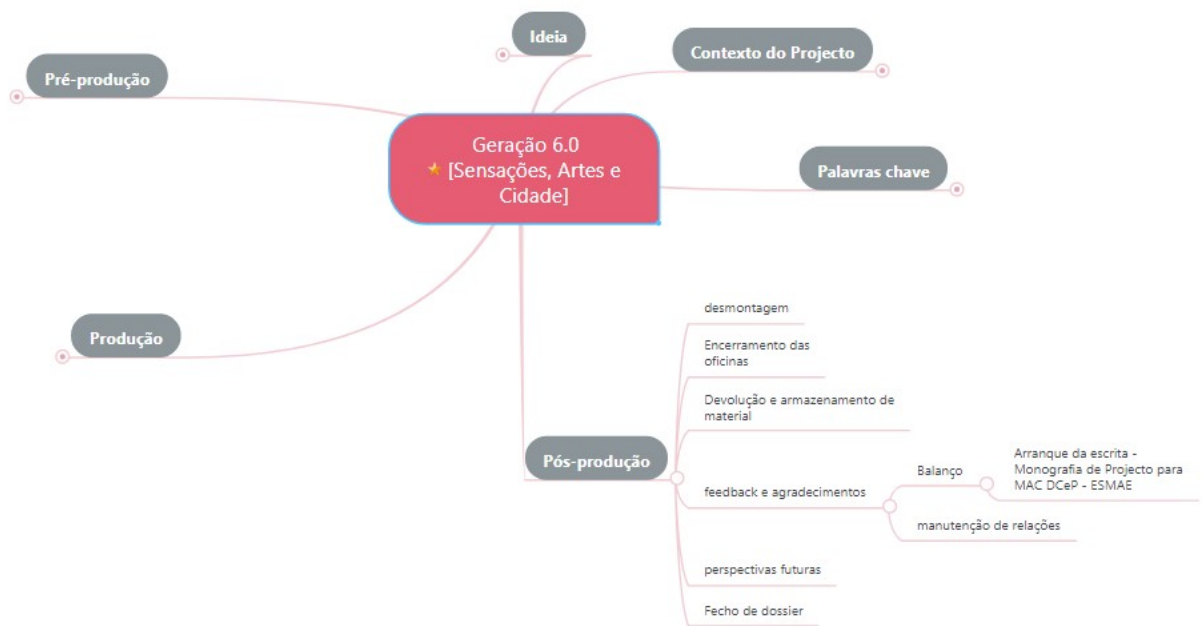 Ideia
Contexto do Projecto
Pré-produção
Geração 6.0
[Sensações, Artes e
Cidade]
Palavras chave
Produção
Pós-produção
desmontagem
Encerramento das
oficinas
Devolução e armazenamento de
material
feedback e agradecimentos
Balanço
Arranque da escrita -
Monografia de Projecto para
MAC DCeP - ESMAE
manutenção de relações
perspectivas futuras
Fecho de dossier